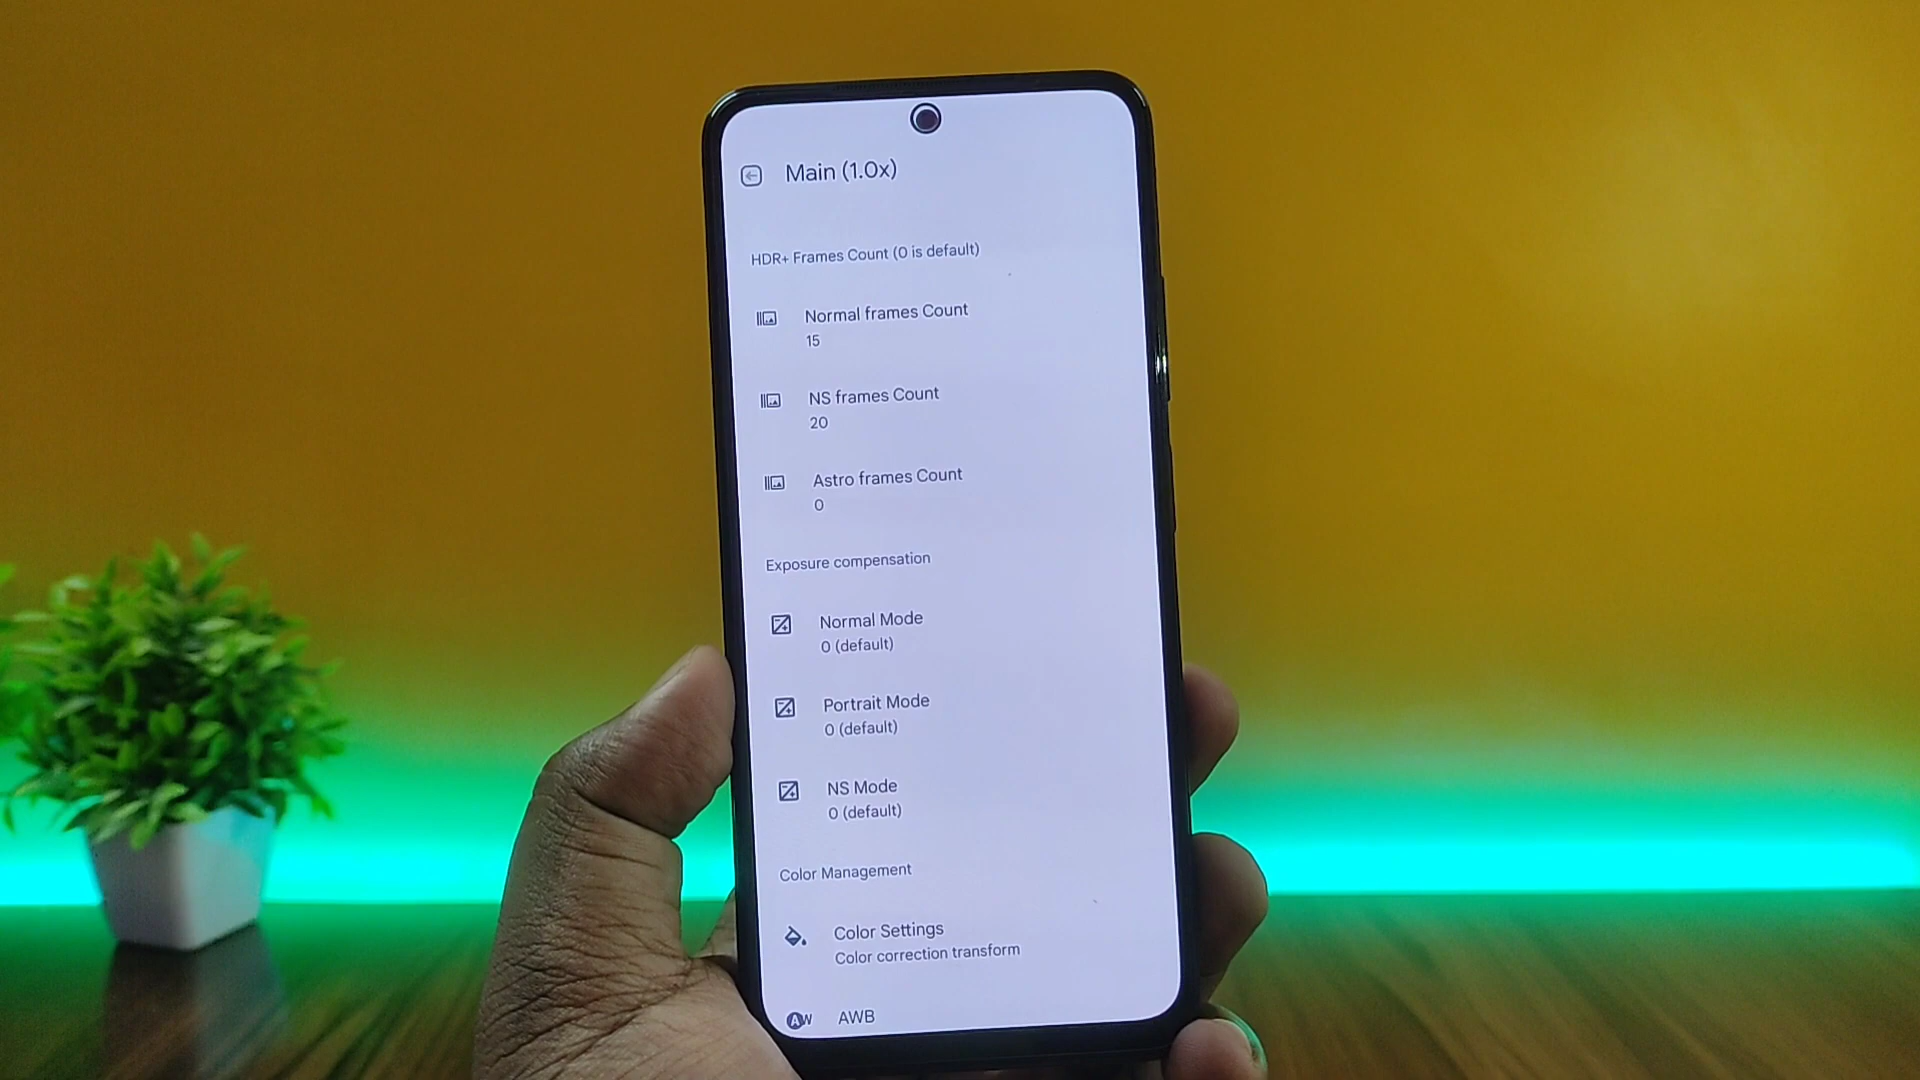 Main (1.0x)
HDR+ Frames Count (0 is default)
Normal frames Count
15
NS frames Count
20
Astro frames Count
0
Exposure compensation
Normal Mode
0 (default)
Portrait Mode
0 (default)
NS Mode
0 (default)
Color Management
Color Settings
Color correction transform
AW AWB